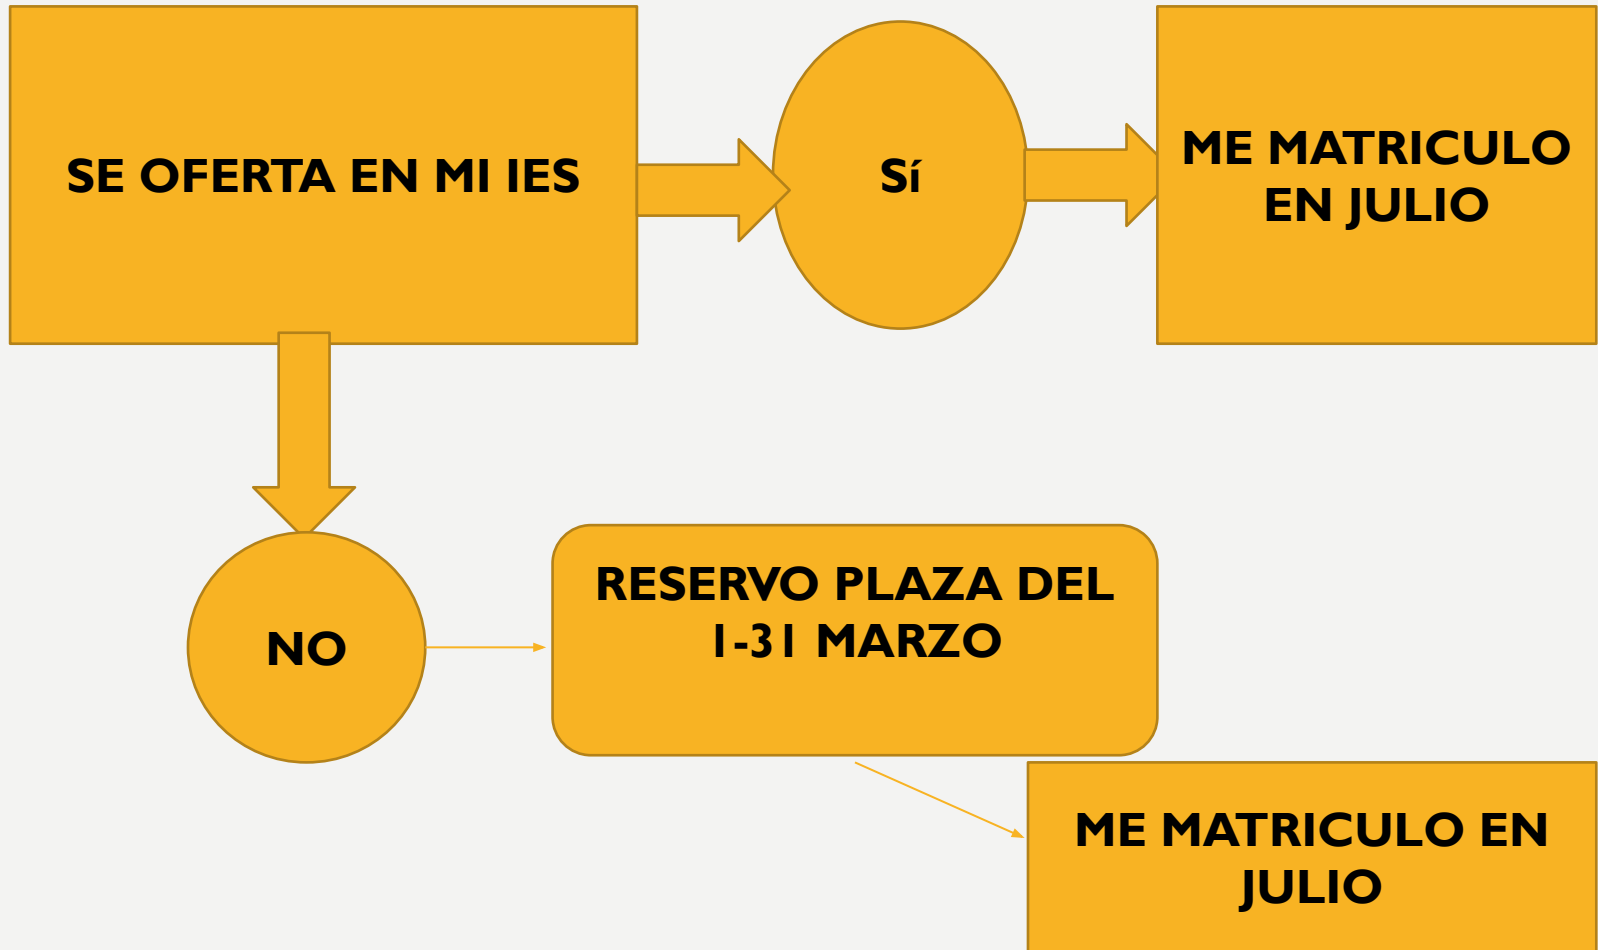 SE OFERTA EN MI IES
Sí
ME MATRICULO
EN JULIO
NO
RESERVO PLAZA DEL
1-31 MARZO
ME MATRICULO EN
JULIO